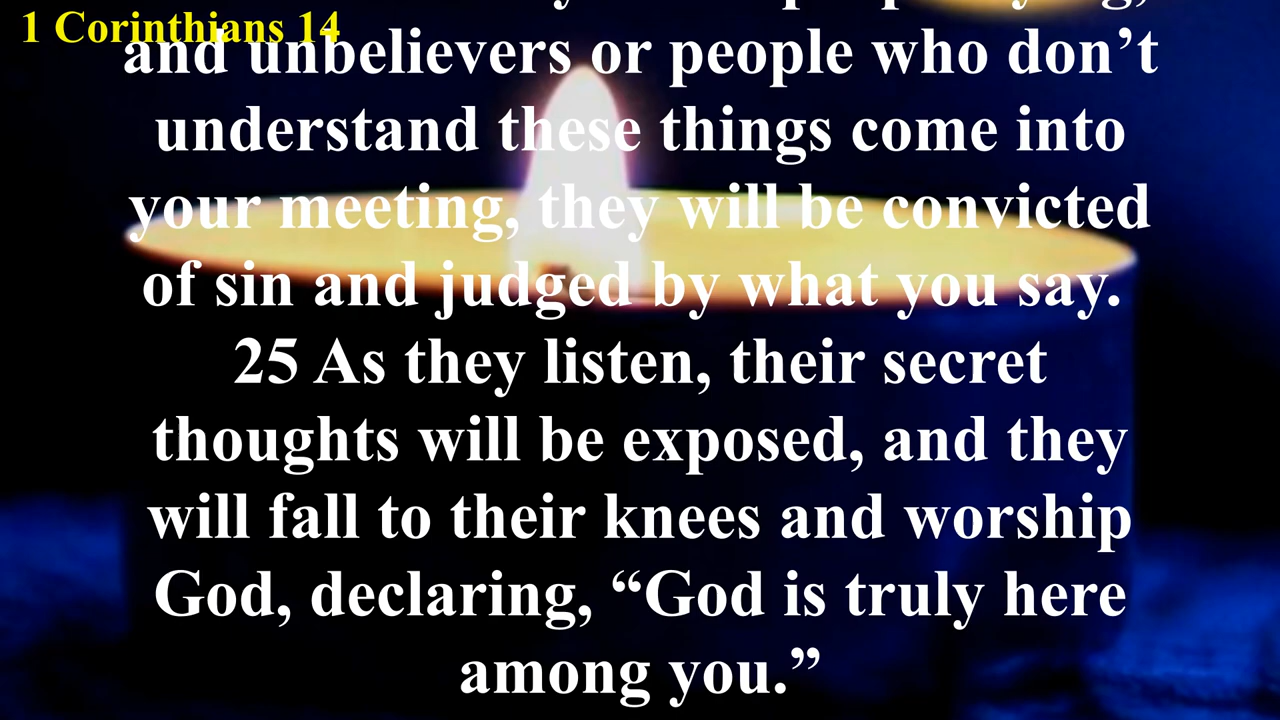 1 Corinthians 14
and unbelievers or people who don’t
understand these things come into
your meeting, they will be convicted
of sin and judged by what you say.
25 As they listen, their secret
thoughts will be exposed, and they
will fall to their knees and worship
God, declaring, “God is truly here
among you.”